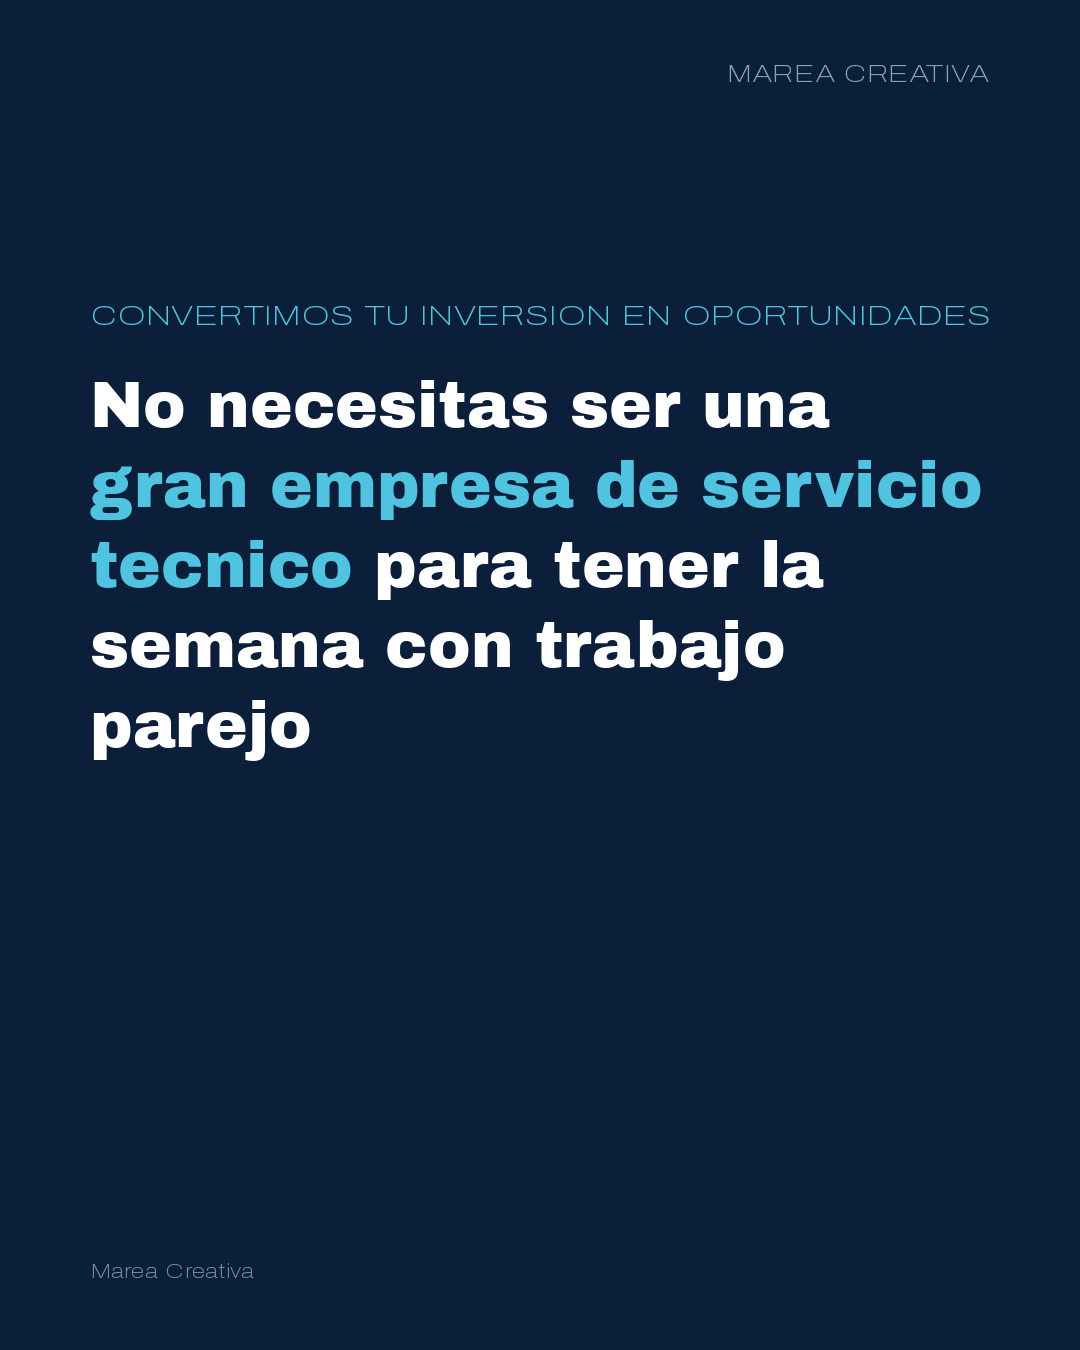 MAREA CREATIVA
CONVERTIMOS TU INVERSION EN OPORTUNIDADES
No necesitas ser una
gran empresa de servicio
tecnico para tener la
semana con trabajo
parejo
Marea Creativa